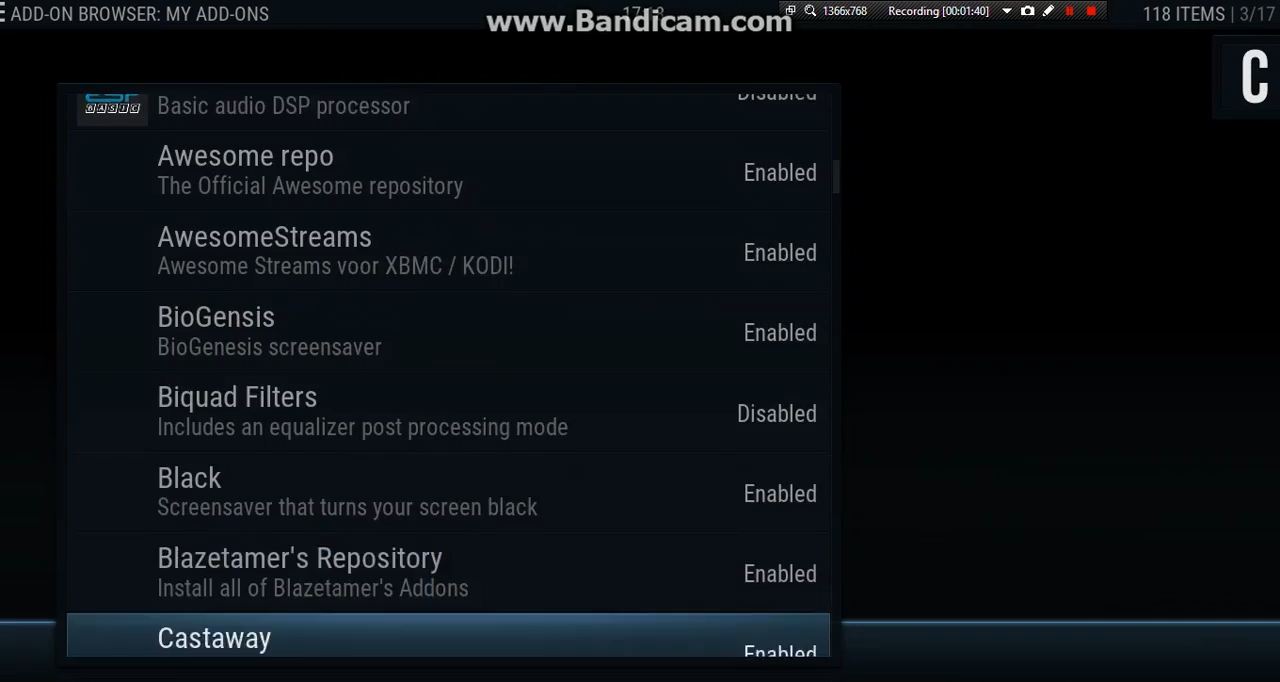 ADD-ON BROWSER: MY ADD-ONS
www.Bandicam.com
1366x768
Recording [00:01:40]
118 ITEMS | 3/17
C
BASIC
Basic audio DSP processor
Disabled
Awesome repo
The Official Awesome repository
Enabled
AwesomeStreams
Awesome Streams voor XBMC / KODI!
Enabled
BioGensis
BioGenesis screensaver
Enabled
Biquad Filters
Includes an equalizer post processing mode
Disabled
Black
Screensaver that turns your screen black
Enabled
Blazetamer's Repository
Install all of Blazetamer's Addons
Enabled
Castaway
Enabled